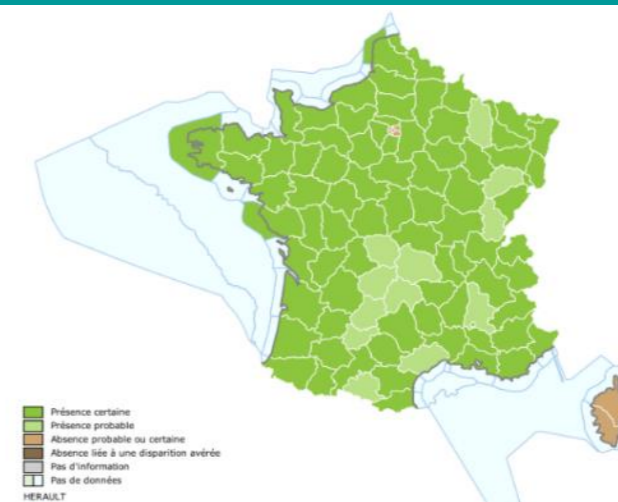 Présence certaine
Présence probable
Absence probable ou certaine
Absence liée à une disparition avérée
Pas d'information
Pas de données
HERAULT